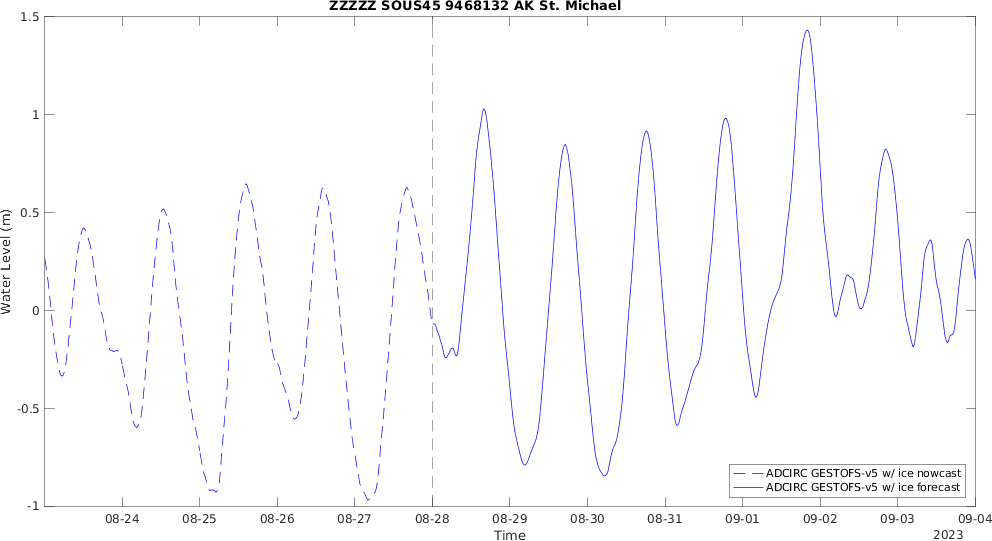 ZZZZZ SOUS45 9468132 AK St. Michael
1.5
1
0.5
0
-0.5
-1
Water Level (m)
ADCIRC GESTOFS-v5 w/ ice nowcast
ADCIRC GESTOFS-v5 w/ ice forecast
08-24 08-25 08-26 08-27 08-28 08-29 08-30 08-31 09-01 09-02 09-03 09-04
Time
2023